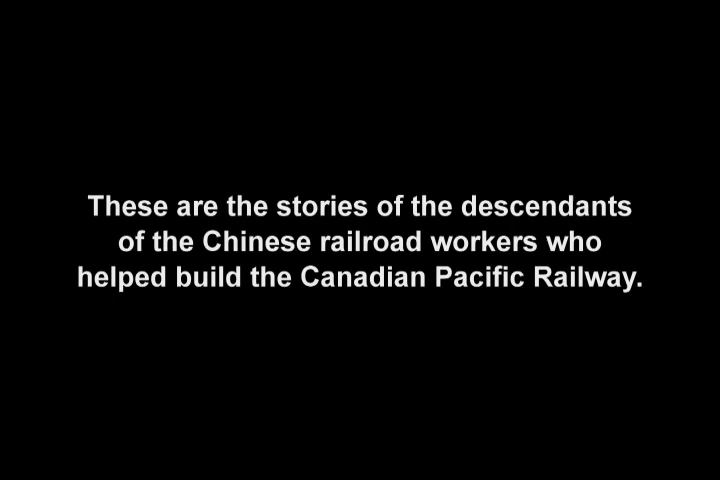 These are the stories of the descendants
of the Chinese railroad workers who
helped build the Canadian Pacific Railway.